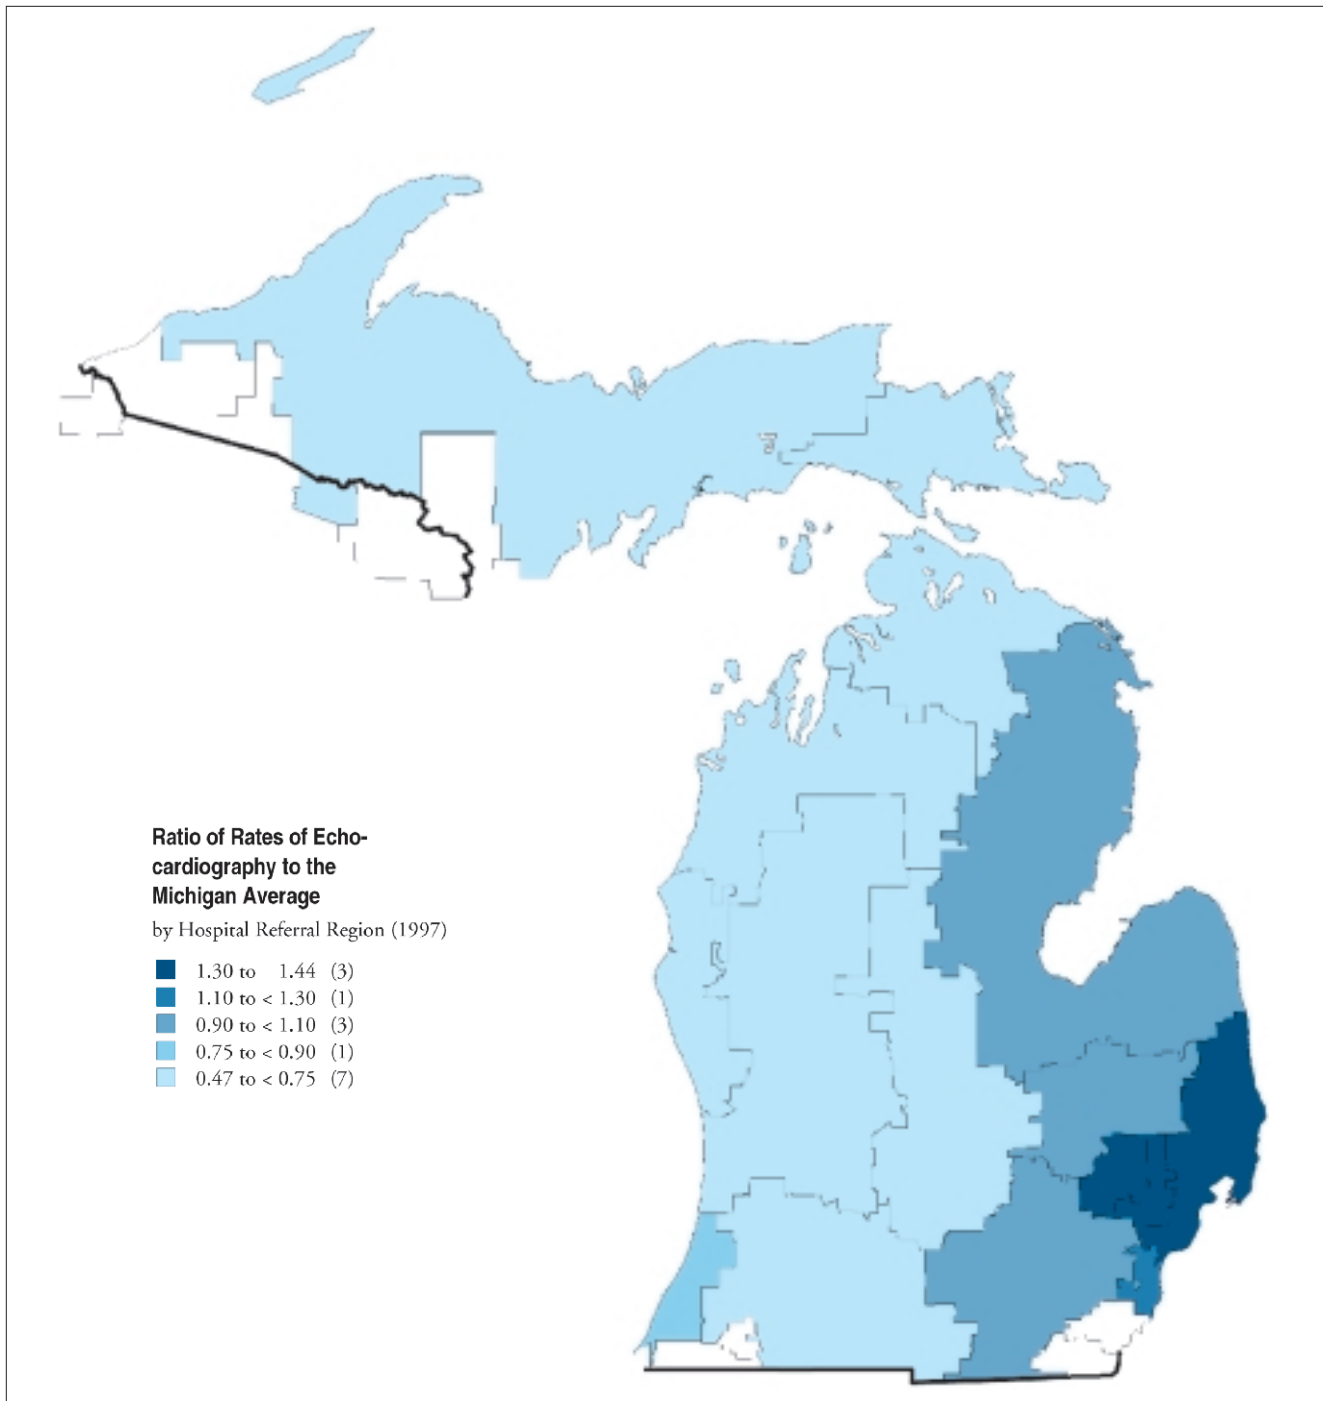 Ratio of Rates of Echo-
cardiography to the
Michigan Average
by Hospital Referral Region (1997)
1.30 to 1.44 (3)
1.10 to < 1.30 (1)
0.90 to < 1.10 (3)
0.75 to < 0.90 (1)
0.47 to < 0.75 (7)